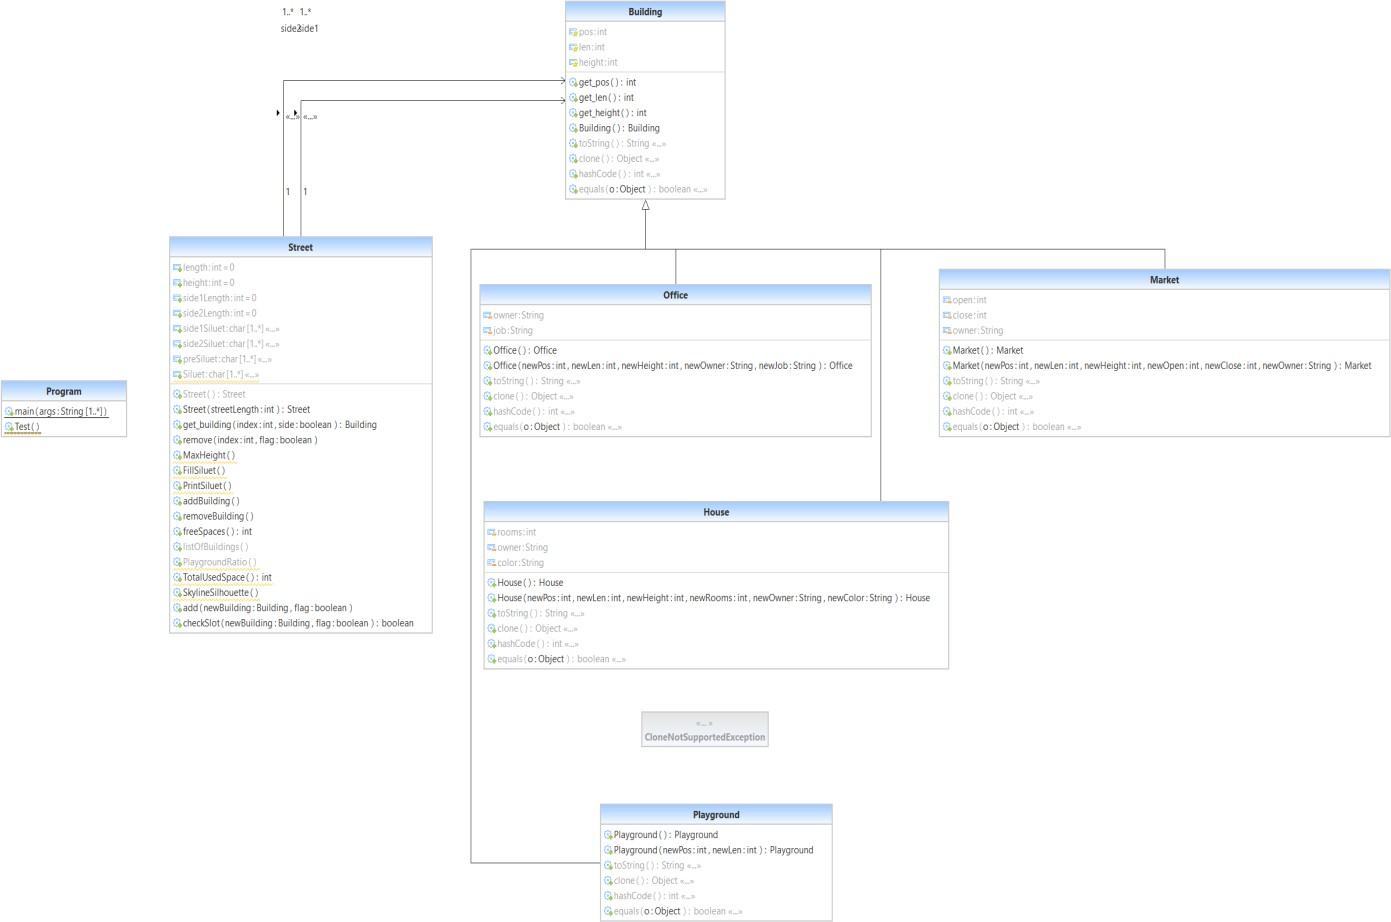 1..* 1..*
side2 side1
Building
pos:int
len:int
height:int
get_pos( ): int
get_len( ): int
get_height( ): int
Building( ): Building
toString( ): String «...»
clone( ): Object «...»
hashCode( ): int «...»
equals(o:Object ): boolean «...»
«...» «...»
1 1
Street
length:int = 0
height:int = 0
side1Length:int = 0
side2Length:int = 0
side1Siluet:char [1..*] «...»
side2Siluet:char [1..*] «...»
preSiluet:char [1..*] «...»
Siluet:char [1..*] «...»
Street( ): Street
Street(streetLength:int ): Street
get_building(index:int, side:boolean ): Building
remove(index:int, flag:boolean )
MaxHeight( )
FillSiluet( )
PrintSiluet( )
addBuilding( )
removeBuilding( )
freeSpaces( ): int
listOfBuildings( )
PlaygroundRatio( )
TotalUsedSpace( ): int
SkylineSilhouette( )
add(newBuilding:Building, flag:boolean )
checkSlot(newBuilding:Building, flag:boolean ): boolean
Program
main(args:String [1..*])
Test( )
Office
owner:String
job:String
Office( ): Office
Office(newPos:int, newLen:int, newHeight:int, newOwner:String, newJob:String ): Office
toString( ): String «...»
clone( ): Object «...»
hashCode( ): int «...»
equals(o:Object ): boolean «...»
Market
open:int
close:int
owner:String
Market( ): Market
Market(newPos:int, newLen:int, newHeight:int, newOpen:int, newClose:int, newOwner:String ): Market
toString( ): String «...»
clone( ): Object «...»
hashCode( ): int «...»
equals(o:Object ): boolean «...»
House
rooms:int
owner:String
color:String
House( ): House
House(newPos:int, newLen:int, newHeight:int, newRooms:int, newOwner:String, newColor:String ): House
toString( ): String «...»
clone( ): Object «...»
hashCode( ): int «...»
equals(o:Object ): boolean «...»
«... »
CloneNotSupportedException
Playground
Playground( ): Playground
Playground(newPos:int, newLen:int ): Playground
toString( ): String «...»
clone( ): Object «...»
hashCode( ): int «...»
equals(o:Object ): boolean «...»